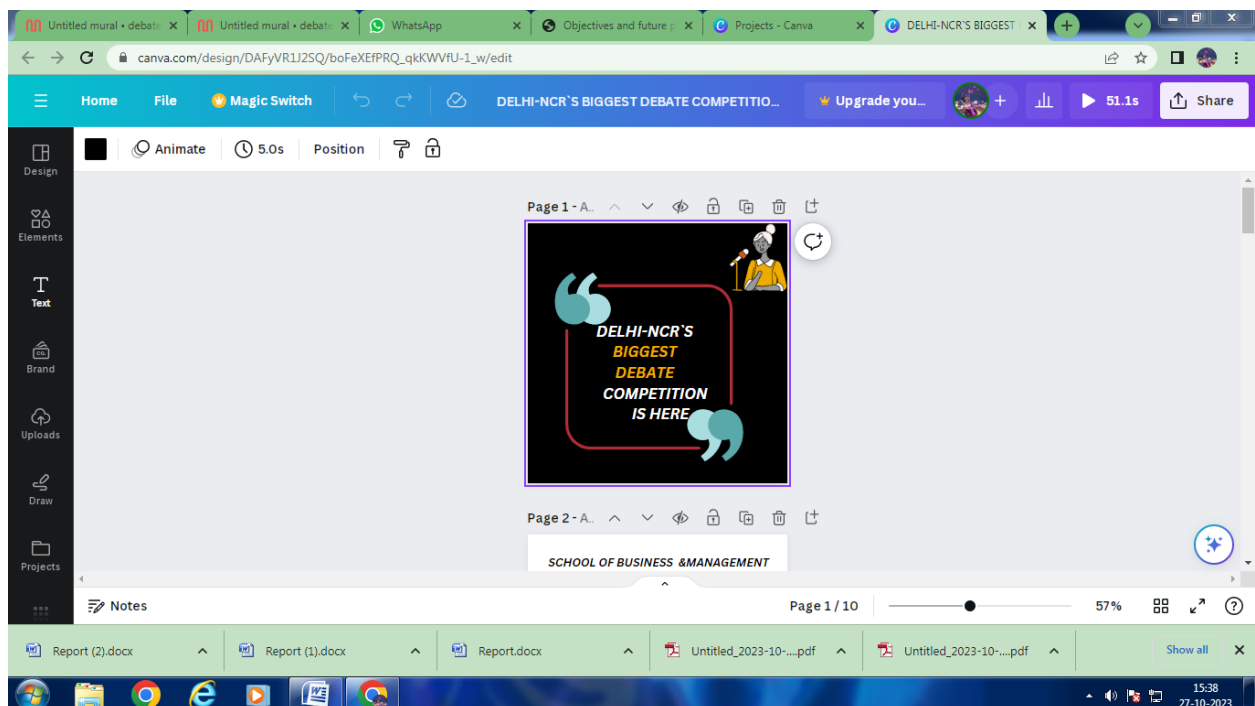 Untitled mural • debate
Untitled mural • debate
WhatsApp
Objectives and future p
Projects - Canva
DELHI-NCR'S BIGGEST
canva.com/design/DAFyVR1J2SQ/boFeXEfPRQ_qkKWVfU-1_w/edit
Home
File
Magic Switch
DELHI-NCR`S BIGGEST DEBATE COMPETITIO...
Upgrade you...
51.1s
Share
Design
Animate
5.0s
Position
Elements
Text
Brand
Uploads
Draw
Projects
Page 1 - A..
DELHI-NCR`S
BIGGEST
DEBATE
COMPETITION
IS HERE
Page 2 - A..
SCHOOL OF BUSINESS &MANAGEMENT
Notes
Page 1 / 10
57%
Report (2).docx
Report (1).docx
Report.docx
Untitled_2023-10-....pdf
Untitled_2023-10-....pdf
Show all
15:38
27-10-2023